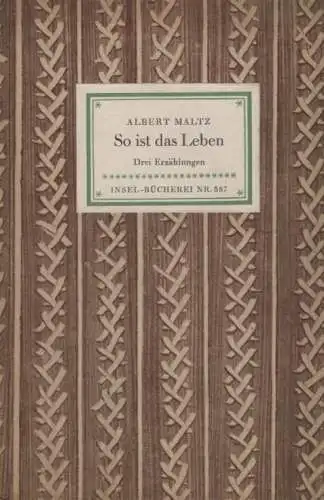 ALBERT MALTZ
So ist das Leben
Drei Erzählungen
INSEL-BÜCHEREI NR. 587